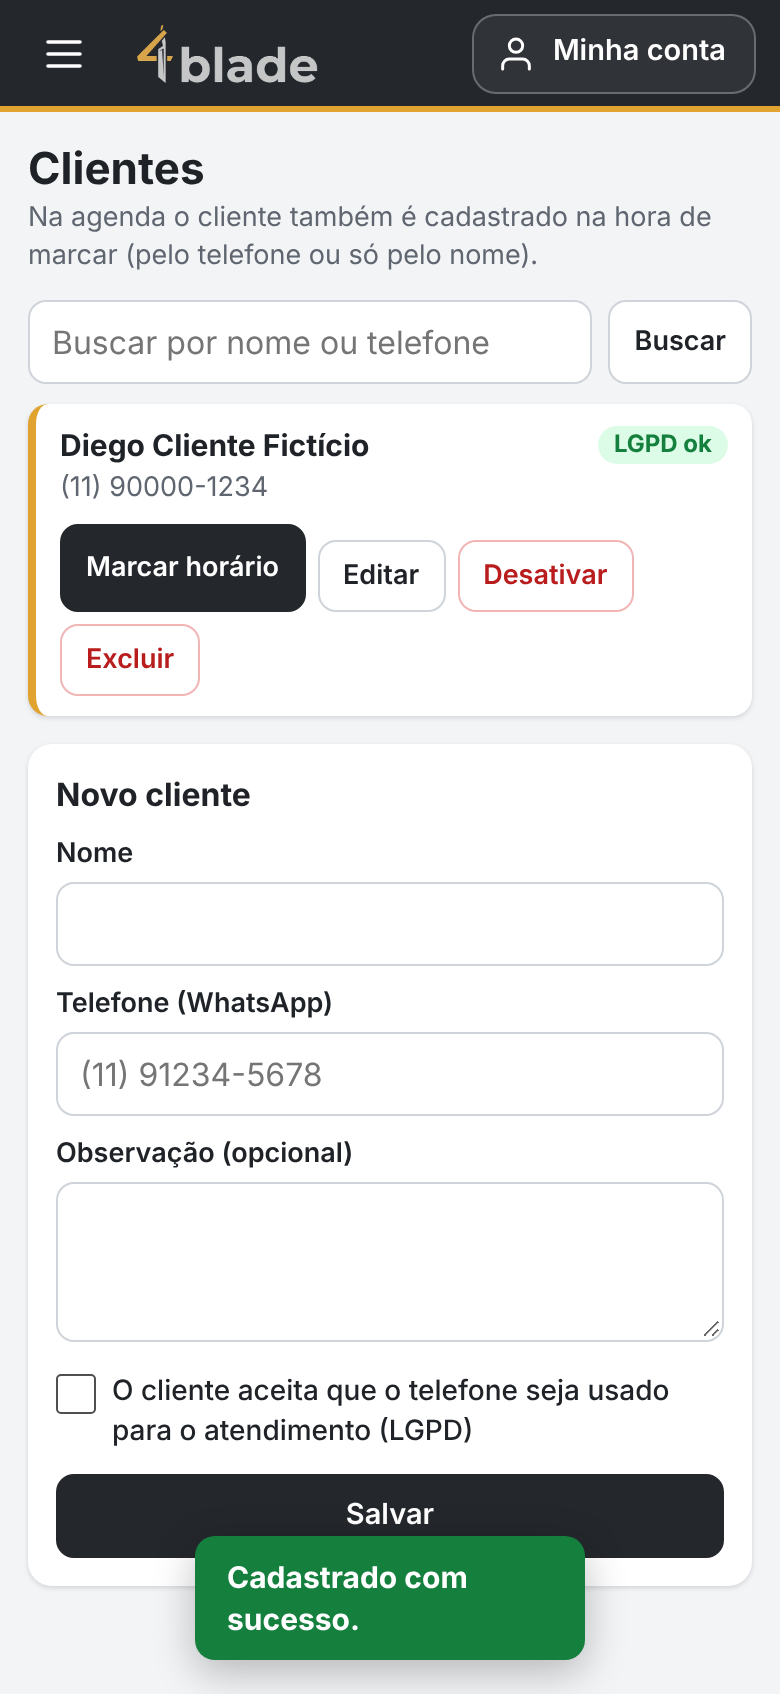 4blade
Minha conta
Clientes
Na agenda o cliente também é cadastrado na hora de
marcar (pelo telefone ou só pelo nome).
Buscar por nome ou telefone
Buscar
Diego Cliente Fictício
LGPD ok
(11) 90000-1234
Marcar horário
Editar
Desativar
Excluir
Novo cliente
Nome
Telefone (WhatsApp)
(11) 91234-5678
Observação (opcional)
O cliente aceita que o telefone seja usado
para o atendimento (LGPD)
Salvar
Cadastrado com
sucesso.